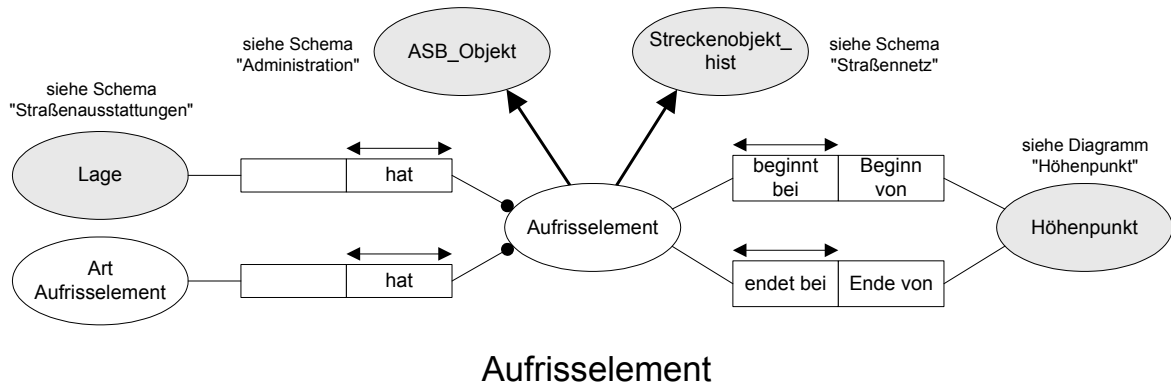 siehe Schema
"Administration"
ASB_Objekt
Streckenobjekt_
hist
siehe Schema
"Straßennetz"
siehe Schema
"Straßenausstattungen"
Lage
hat
beginnt
bei
Beginn
von
siehe Diagramm
"Höhenpunkt"
Aufrisselement
Höhenpunkt
Art
Aufrisselement
hat
endet bei
Ende von
Aufrisselement